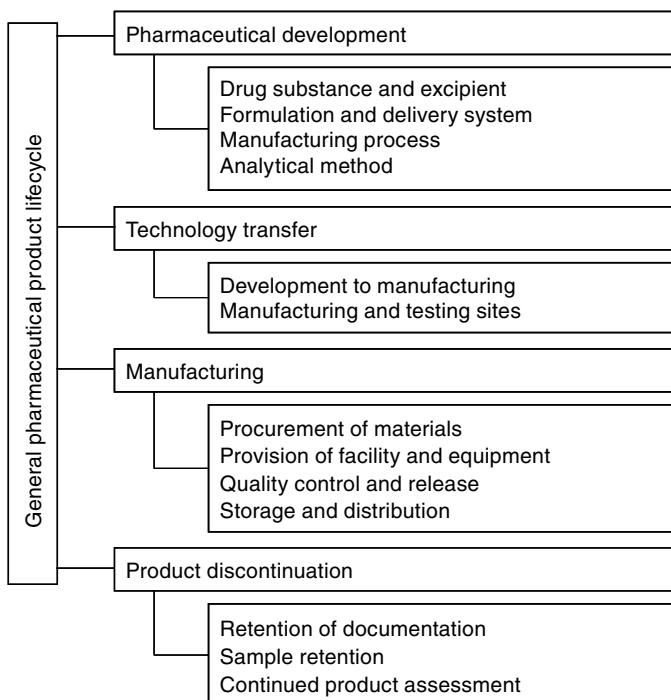 General pharmaceutical product lifecycle
Pharmaceutical development
Drug substance and excipient
Formulation and delivery system
Manufacturing process
Analytical method
Technology transfer
Development to manufacturing
Manufacturing and testing sites
Manufacturing
Procurement of materials
Provision of facility and equipment
Quality control and release
Storage and distribution
Product discontinuation
Retention of documentation
Sample retention
Continued product assessment